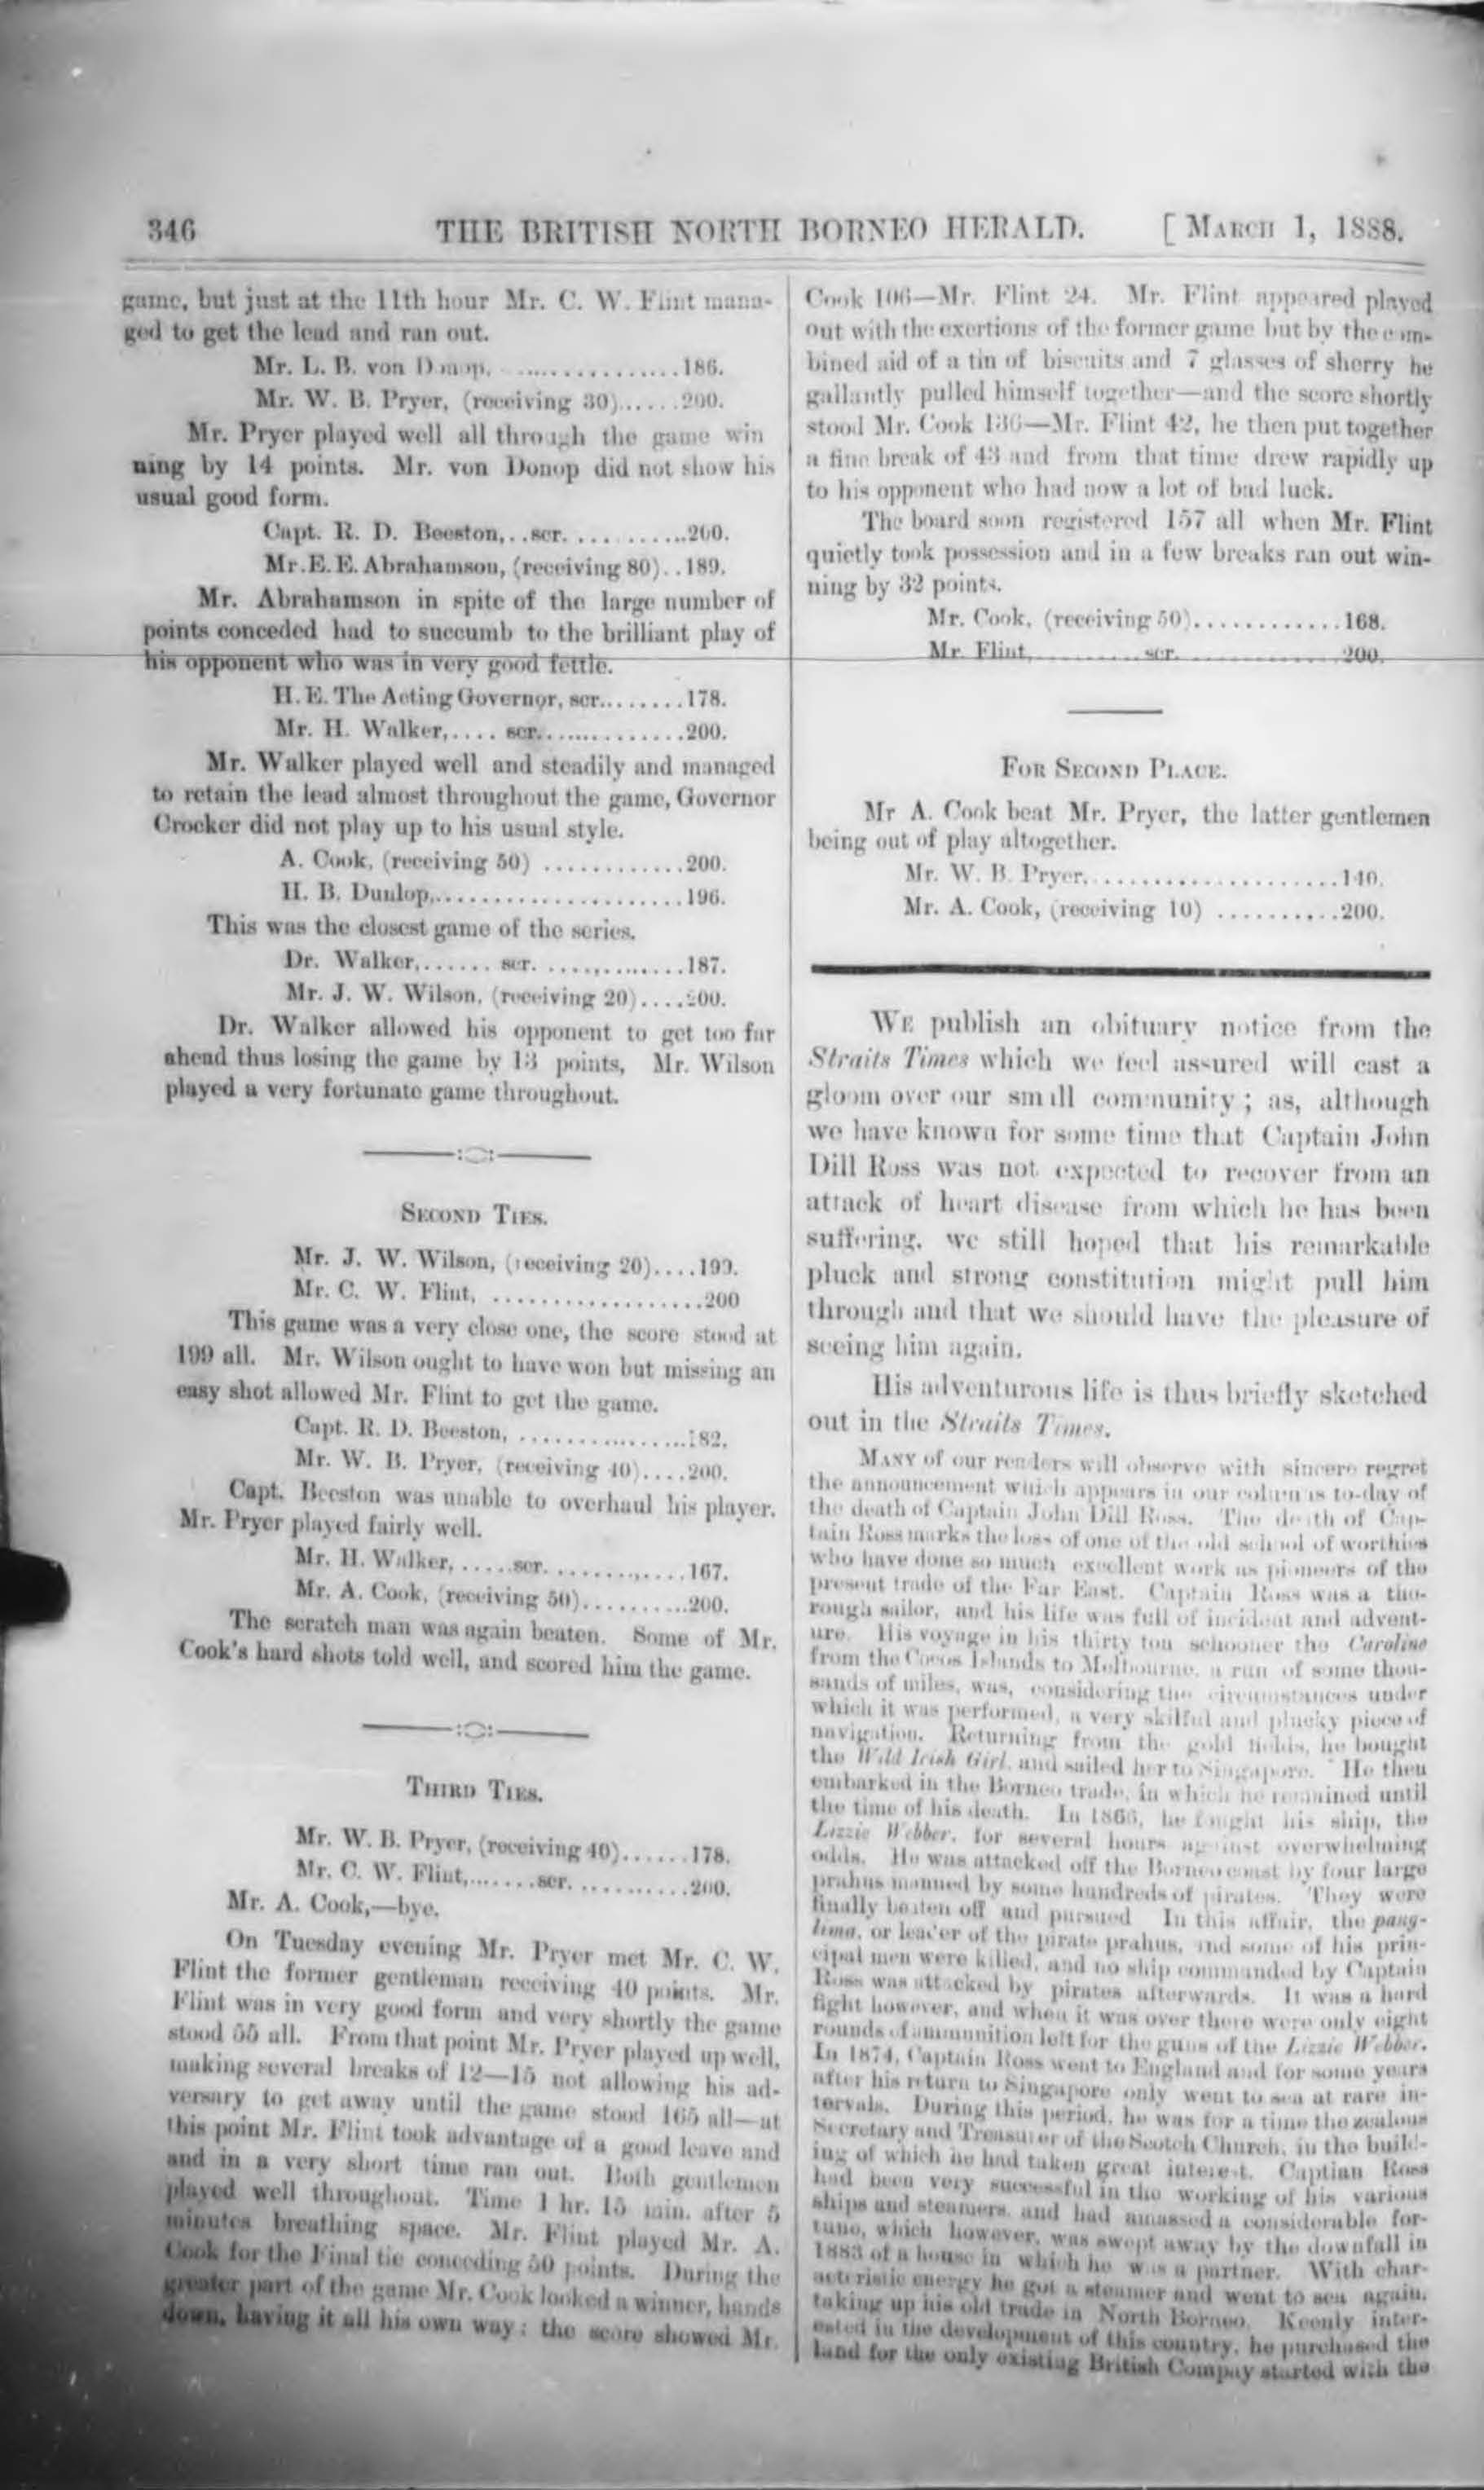 346 THE BRITISH NORTH BORNEO HERALD. [ MARCH 1, 1888.
game, but just at the 11th hour Mr. C. W. Flint mana-
ged to get the lead and ran out.
Mr. L. B. von Donop, ................186.
Mr. W. B. Pryer, (receiving 30)......200.
Mr. Pryer played well all through the game win
ning by 14 points. Mr. von Donop did not show his
usual good form.
Capt. R. D. Beeston,..scr. ...........200.
Mr.E.E. Abrahamson, (receiving 80)..189.
Mr. Abrahamson in spite of the large number of
points conceded had to succumb to the brilliant play of
his opponent who was in very good fettle.
H.E. The Acting Governor, scr.........178.
Mr. H. Walker,.... scr...............200.
Mr. Walker played well and steadily and managed
to retain the lead almost throughout the game, Governor
Crocker did not play up to his usual style.
A. Cook, (receiving 50) .............200.
H. B. Dunlop,........................196.
This was the closest game of the series.
Dr. Walker,....... scr. ..............187.
Mr. J. W. Wilson, (receiving 20)....200.
Dr. Walker allowed his opponent to get too far
ahead thus losing the game by 13 points, Mr. Wilson
played a very fortunate game throughout.
SECOND TIES.
Mr. J. W. Wilson, (receiving 20)....199.
Mr. C. W. Flint, ....................200
This game was a very close one, the score stood at
199 all. Mr. Wilson ought to have won but missing an
easy shot allowed Mr. Flint to get the game.
Capt. R. D. Beeston, ................182.
Mr. W. B. Pryer, (receiving 40)....200.
Capt. Beeston was unable to overhaul his player.
Mr. Pryer played fairly well.
Mr. H. Walker,......scr. .............167.
Mr. A. Cook, (receiving 50)...........200.
The scratch man was again beaten. Some of Mr.
Cook's hard shots told well, and scored him the game.
THIRD TIES.
Mr. W. B. Pryer, (receiving 40).......178.
Mr. C. W. Flint,.......scr. ...........200.
Mr. A. Cook,—bye.
On Tuesday evening Mr. Pryer met Mr. C. W.
Flint the former gentleman receiving 40 points. Mr.
Flint was in very good form and very shortly the game
stood 55 all. From that point Mr. Pryer played up well,
making several breaks of 12—15 not allowing his ad-
versary to get away until the game stood 165 all—at
this point Mr. Flint took advantage of a good leave and
and in a very short time ran out. Both gentlemen
played well throughout. Time 1 hr. 15 min. after 5
minutes breathing space. Mr. Flint played Mr. A.
Cook for the Final tie conceding 50 points. During the
greater part of the game Mr. Cook looked a winner, hands
down, having it all his own way: the score showed Mr.
Cook 106—Mr. Flint 24. Mr. Flint appeared played
out with the exertions of the former game but by the com-
bined aid of a tin of biscuits and 7 glasses of sherry he
gallantly pulled himself together—and the score shortly
stood Mr. Cook 136—Mr. Flint 42, he then put together
a fine break of 43 and from that time drew rapidly up
to his opponent who had now a lot of bad luck.
The board soon registered 157 all when Mr. Flint
quietly took possession and in a few breaks ran out win-
ning by 32 points.
Mr. Cook, (receiving 50).............168.
Mr. Flint,..........scr. ..............200.
FOR SECOND PLACE.
Mr A. Cook beat Mr. Pryer, the latter gentlemen
being out of play altogether.
Mr. W. B. Pryer,......................140.
Mr. A. Cook, (receiving 10) ..........200.
WE publish an obituary notice from the
Straits Times which we feel assured will cast a
gloom over our small community; as, although
we have known for some time that Captain John
Dill Ross was not expected to recover from an
attack of heart disease from which he has been
suffering, we still hoped that his remarkable
pluck and strong constitution might pull him
through and that we should have the pleasure of
seeing him again.
His adventurous life is thus briefly sketched
out in the Straits Times.
MANY of our readers will observe with sincere regret
the announcement which appears in our columns to-day of
the death of Captain John Dill Ross. The death of Cap-
tain Ross marks the loss of one of the old school of worthies
who have done so much excellent work as pioneers of the
present trade of the Far East. Captain Ross was a tho-
rough sailor, and his life was full of incident and advent-
ure. His voyage in his thirty ton schooner the Caroline
from the Cocos Islands to Melbourne, a run of some thou-
sands of miles, was, considering the circumstances under
which it was performed, a very skilful and plucky piece of
navigation. Returning from the gold fields, he bought
the Wild Irish Girl, and sailed her to Singapore. He then
embarked in the Borneo trade, in which he remained until
the time of his death. In 1866, he fought his ship, the
Lizzie Webber, for several hours against overwhelming
odds. He was attacked off the Borneo coast by four large
prahus manned by some hundreds of pirates. They were
finally beaten off and pursued In this affair, the pang-
lima, or leader of the pirate prahus, and some of his prin-
cipal men were killed, and no ship commanded by Captain
Ross was attacked by pirates afterwards. It was a hard
fight however, and when it was over there were only eight
rounds of ammunition left for the guns of the Lizzie Webber.
In 1874, Captain Ross went to England and for some years
after his return to Singapore only went to sea at rare in-
tervals. During this period, he was for a time the zealous
Secretary and Treasurer of the Scotch Church, in the build-
ing of which he had taken great interest. Captian Ross
had been very successful in the working of his various
ships and steamers, and had amassed a considerable for-
tune, which however, was swept away by the downfall in
1883 of a house in which he was a partner. With char-
acteristic energy he got a steamer and went to sea again,
taking up his old trade in North Borneo. Keenly inter-
ested in the development of this country, he purchased the
land for the only existing British Compay started with the